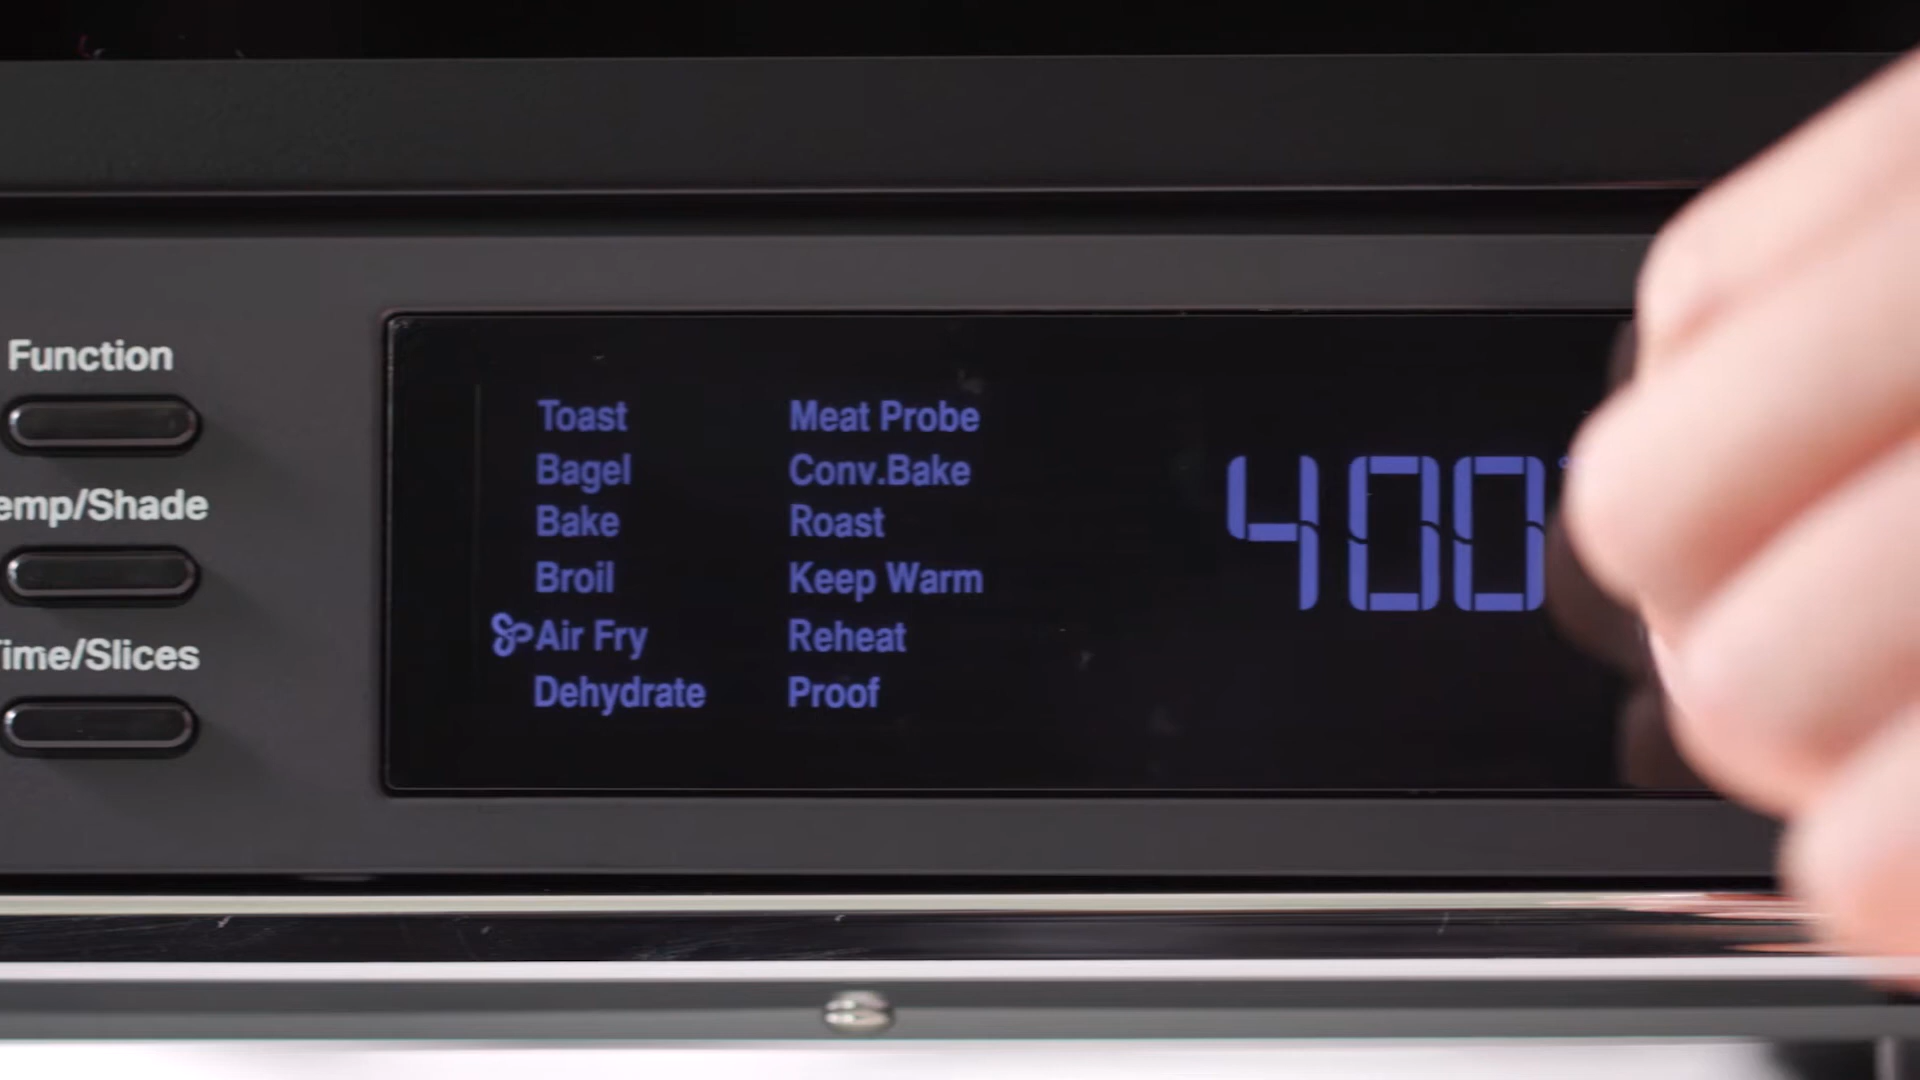 Function
emp/Shade
ime/Slices
Toast
Bagel
Bake
Broil
Air Fry
Dehydrate
Meat Probe
Conv.Bake
Roast
Keep Warm
Reheat
Proof
400°